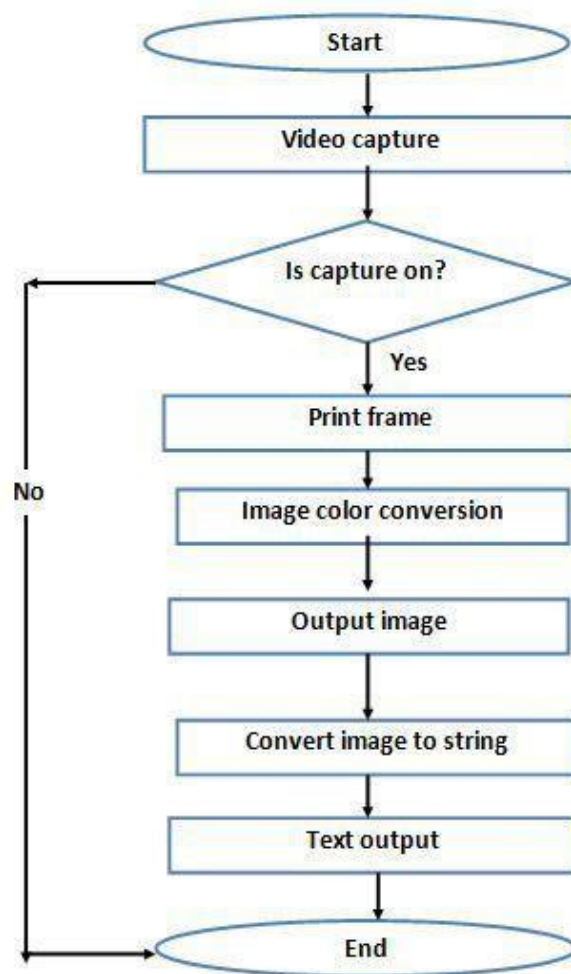 Start
Video capture
Is capture on?
Yes
Print frame
No
Image color conversion
Output image
Convert image to string
Text output
End